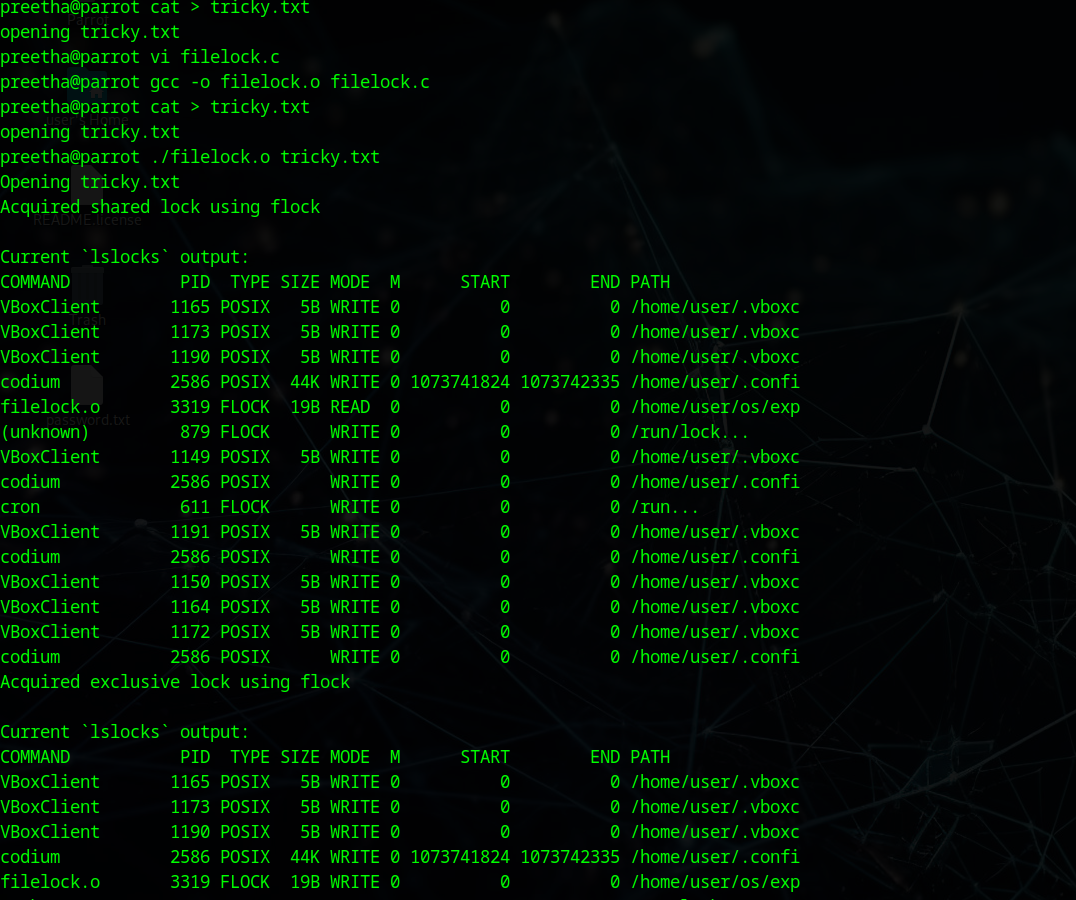 preetha@parrot cat > tricky.txt
opening tricky.txt
preetha@parrot vi filelock.c
preetha@parrot gcc -o filelock.o filelock.c
preetha@parrot cat > tricky.txt
opening tricky.txt
preetha@parrot ./filelock.o tricky.txt
Opening tricky.txt
Acquired shared lock using flock
README.license
Current `lslocks` output:
COMMAND           PID  TYPE SIZE MODE  M      START        END PATH
VBoxClient       1165 POSIX   5B WRITE 0          0          0 /home/user/.vboxc
Trash
VBoxClient       1173 POSIX   5B WRITE 0          0          0 /home/user/.vboxc
VBoxClient       1190 POSIX   5B WRITE 0          0          0 /home/user/.vboxc
codium           2586 POSIX  44K WRITE 0 1073741824 1073742335 /home/user/.confi
filelock.o       3319 FLOCK  19B READ  0          0          0 /home/user/os/exp
password.txt
(unknown)         879 FLOCK      WRITE 0          0          0 /run/lock...
VBoxClient       1149 POSIX   5B WRITE 0          0          0 /home/user/.vboxc
codium           2586 POSIX      WRITE 0          0          0 /home/user/.confi
cron              611 FLOCK      WRITE 0          0          0 /run...
VBoxClient       1191 POSIX   5B WRITE 0          0          0 /home/user/.vboxc
codium           2586 POSIX      WRITE 0          0          0 /home/user/.confi
VBoxClient       1150 POSIX   5B WRITE 0          0          0 /home/user/.vboxc
VBoxClient       1164 POSIX   5B WRITE 0          0          0 /home/user/.vboxc
VBoxClient       1172 POSIX   5B WRITE 0          0          0 /home/user/.vboxc
codium           2586 POSIX      WRITE 0          0          0 /home/user/.confi
Acquired exclusive lock using flock
Current `lslocks` output:
COMMAND           PID  TYPE SIZE MODE  M      START        END PATH
VBoxClient       1165 POSIX   5B WRITE 0          0          0 /home/user/.vboxc
VBoxClient       1173 POSIX   5B WRITE 0          0          0 /home/user/.vboxc
VBoxClient       1190 POSIX   5B WRITE 0          0          0 /home/user/.vboxc
codium           2586 POSIX  44K WRITE 0 1073741824 1073742335 /home/user/.confi
filelock.o       3319 FLOCK  19B WRITE 0          0          0 /home/user/os/exp